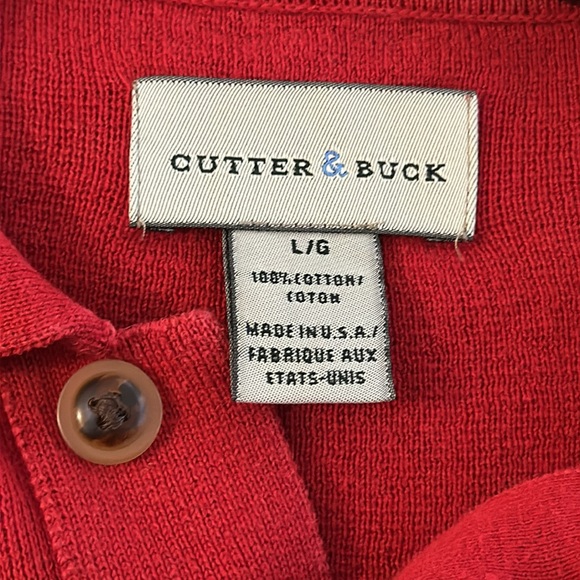 CUTTER & BUCK
L/G
100% COTTON/
COTON
MADE IN U.S.A./
FABRIQUE AUX
ETATS-UNIS